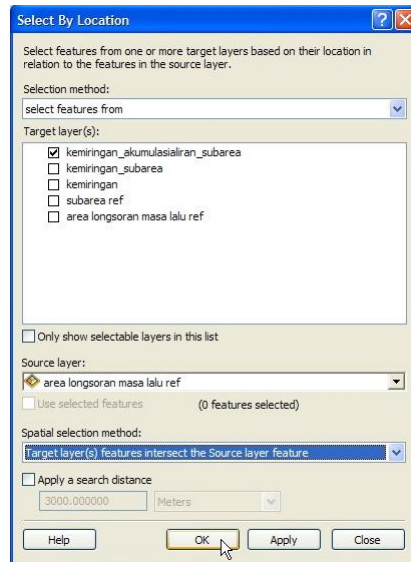 Select By Location
Select features from one or more target layers based on their location in
relation to the features in the source layer.
Selection method:
select features from
Target layer(s):
kemiringan_akumulasialiran_subarea
kemiringan_subarea
kemiringan
subarea ref
area longsoran masa lalu ref
Only show selectable layers in this list
Source layer:
area longsoran masa lalu ref
Use selected features (0 features selected)
Spatial selection method:
Target layer(s) features intersect the Source layer feature
Apply a search distance
3000.000000 Meters
Help OK Apply Close